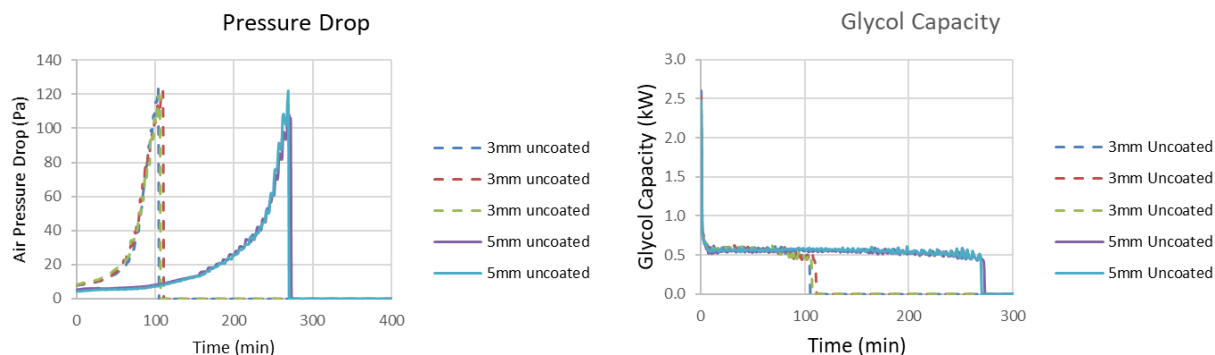 Pressure Drop
Air Pressure Drop (Pa)
140
120
100
80
60
40
20
0
0 100 200 300 400
Time (min)
3mm uncoated
3mm uncoated
3mm uncoated
5mm uncoated
5mm uncoated
Glycol Capacity
Glycol Capacity (kW)
3.0
2.5
2.0
1.5
1.0
0.5
0.0
0 100 200 300
Time (min)
3mm Uncoated
3mm Uncoated
3mm Uncoated
5mm Uncoated
5mm Uncoated